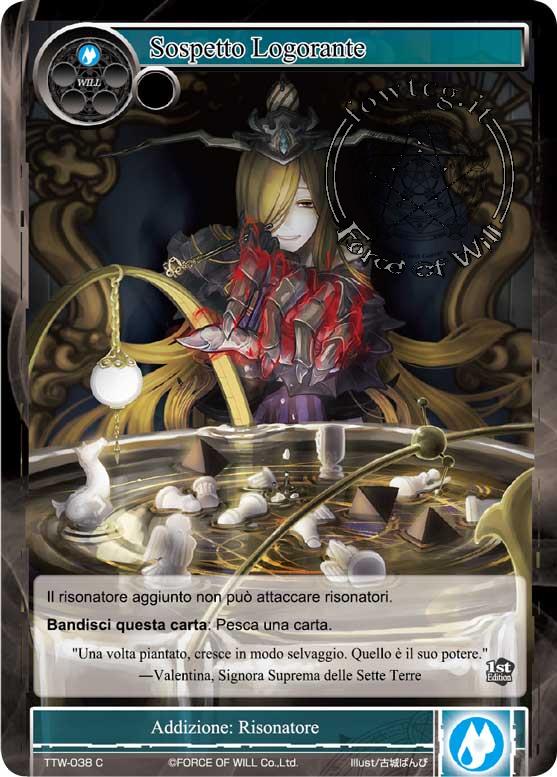 Sospetto Logorante
WILL
fowtcg.it
Force of Will
Il risonatore aggiunto non può attaccare risonatori.
Bandisci questa carta: Pesca una carta.
"Una volta piantato, cresce in modo selvaggio. Quello è il suo potere."
—Valentina, Signora Suprema delle Sette Terre
1st
Edition
Addizione: Risonatore
TTW-038 C ©FORCE OF WILL Co.,Ltd. Illust/古城ばんび